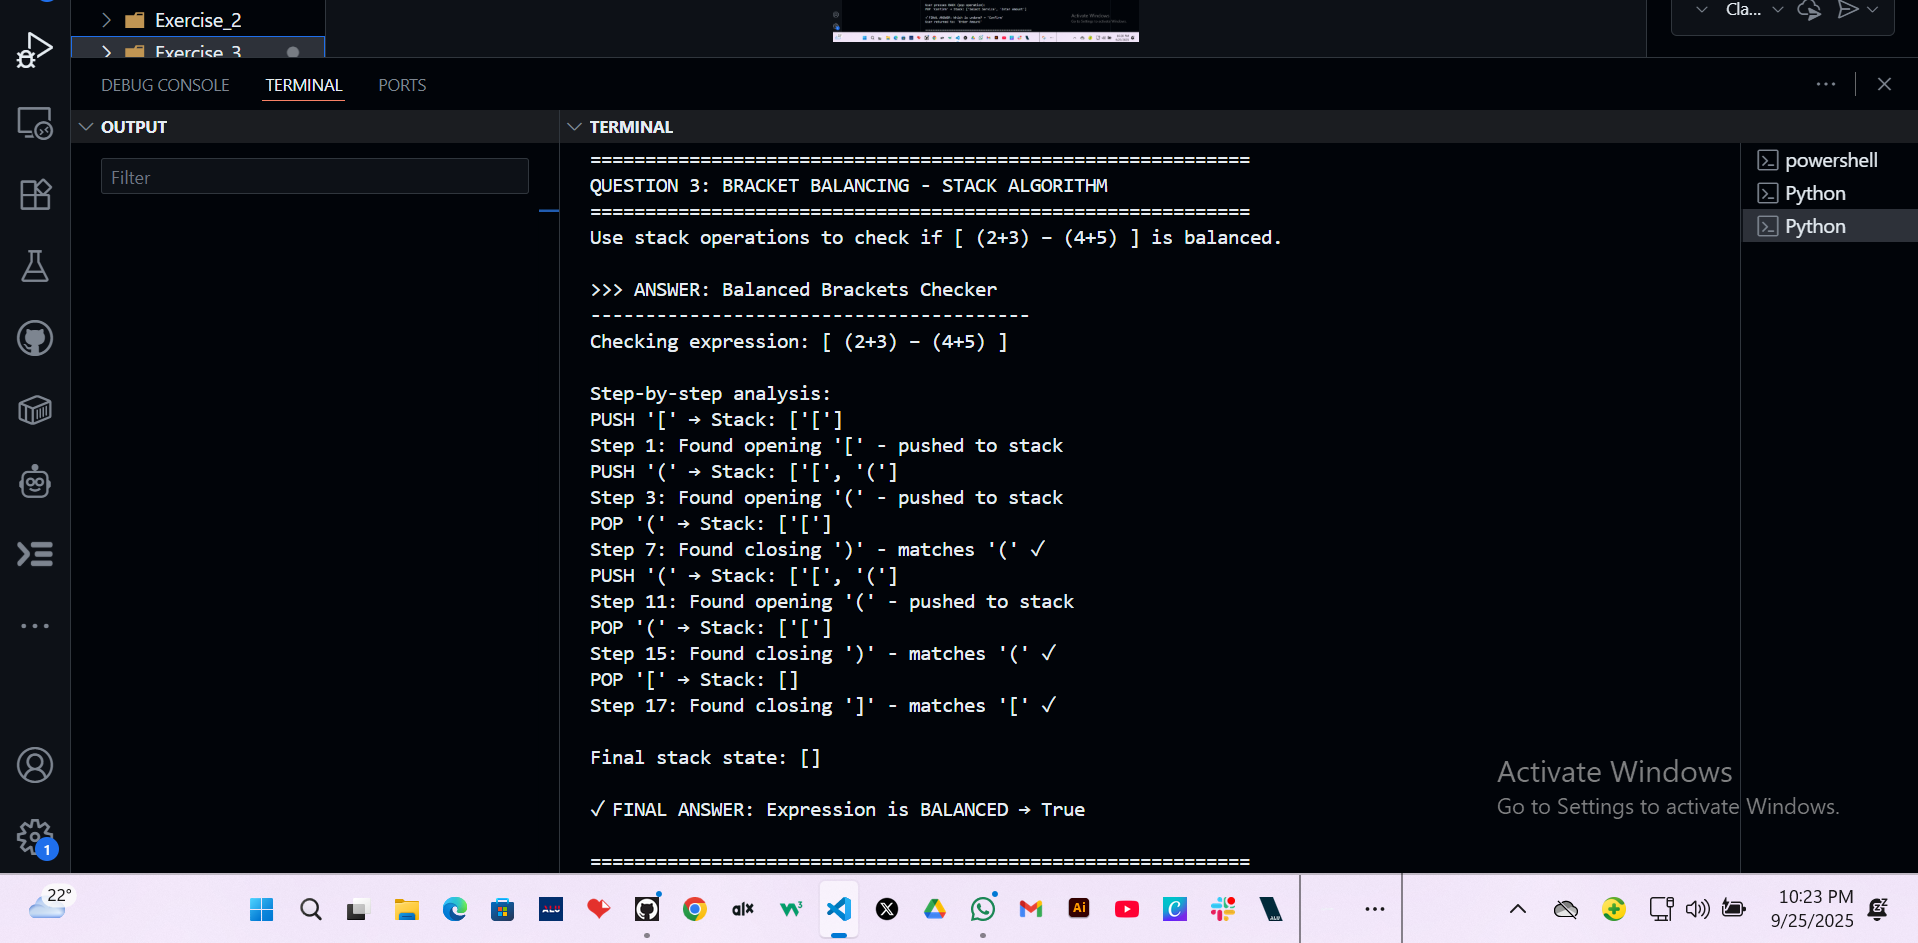 Exercise_2
Exercise_3
Cla...
DEBUG CONSOLE
TERMINAL
PORTS
OUTPUT
Filter
TERMINAL
============================================================
QUESTION 3: BRACKET BALANCING - STACK ALGORITHM
============================================================
Use stack operations to check if [ (2+3) – (4+5) ] is balanced.
>>> ANSWER: Balanced Brackets Checker
----------------------------------------
Checking expression: [ (2+3) – (4+5) ]
Step-by-step analysis:
PUSH '[' → Stack: ['[']
Step 1: Found opening '[' - pushed to stack
PUSH '(' → Stack: ['[', '(']
Step 3: Found opening '(' - pushed to stack
POP '(' → Stack: ['[']
Step 7: Found closing ')' - matches '(' ✓
PUSH '(' → Stack: ['[', '(']
Step 11: Found opening '(' - pushed to stack
POP '(' → Stack: ['[']
Step 15: Found closing ')' - matches '(' ✓
POP '[' → Stack: []
Step 17: Found closing ']' - matches '[' ✓
Final stack state: []
✓ FINAL ANSWER: Expression is BALANCED → True
============================================================
powershell
Python
Python
Activate Windows
Go to Settings to activate Windows.
1
22°
ALU
alx
Ai
10:23 PM
9/25/2025